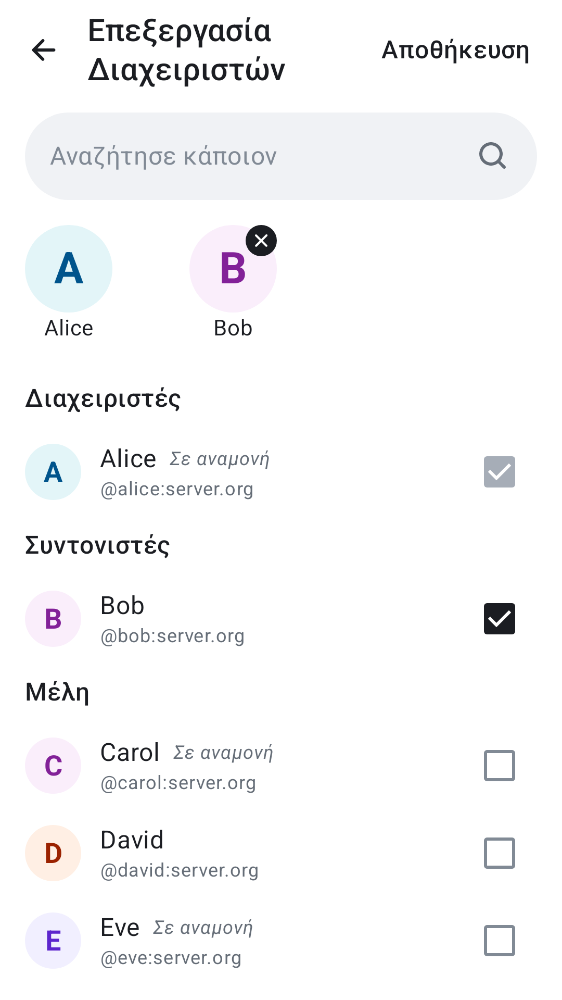 Επεξεργασία
Διαχειριστών
Αποθήκευση
Αναζήτησε κάποιον
A
B
Alice
Bob
Διαχειριστές
A
Alice Σε αναμονή
@alice:server.org
Συντονιστές
B
Bob
@bob:server.org
Μέλη
C
Carol Σε αναμονή
@carol:server.org
D
David
@david:server.org
E
Eve Σε αναμονή
@eve:server.org